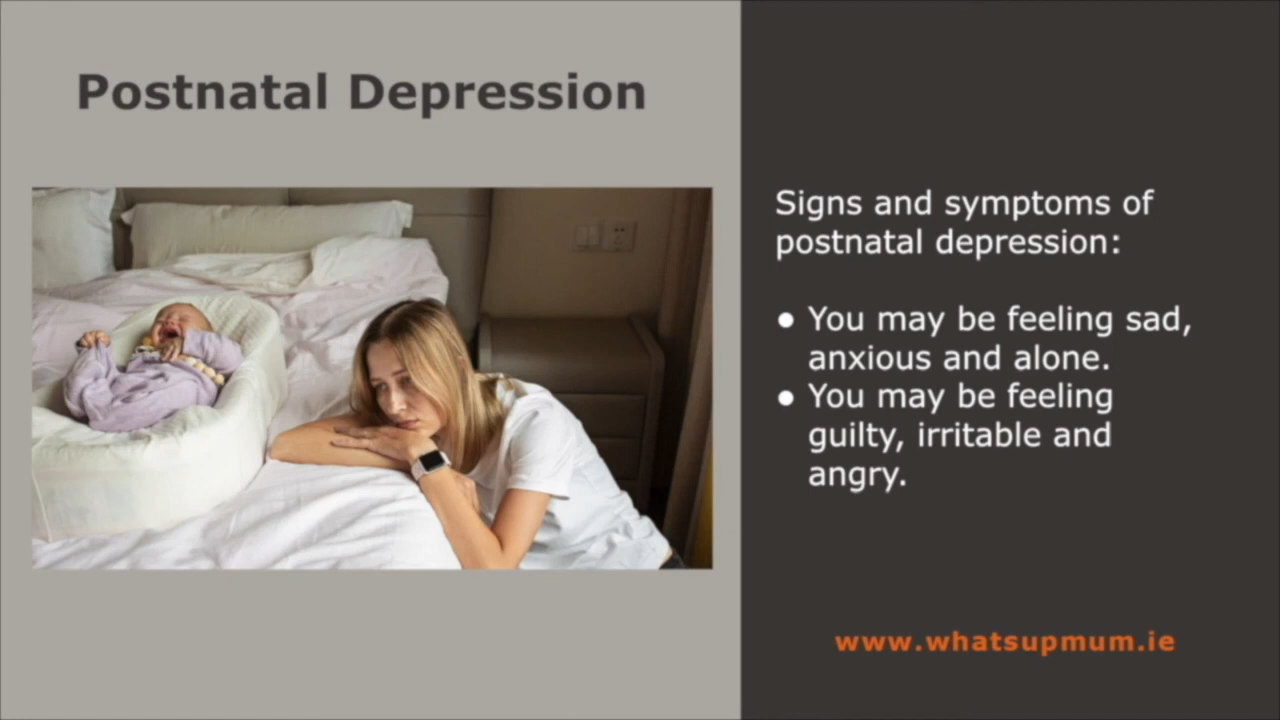 Postnatal Depression
Signs and symptoms of
postnatal depression:
● You may be feeling sad,
anxious and alone.
● You may be feeling
guilty, irritable and
angry.
www.whatsupmum.ie